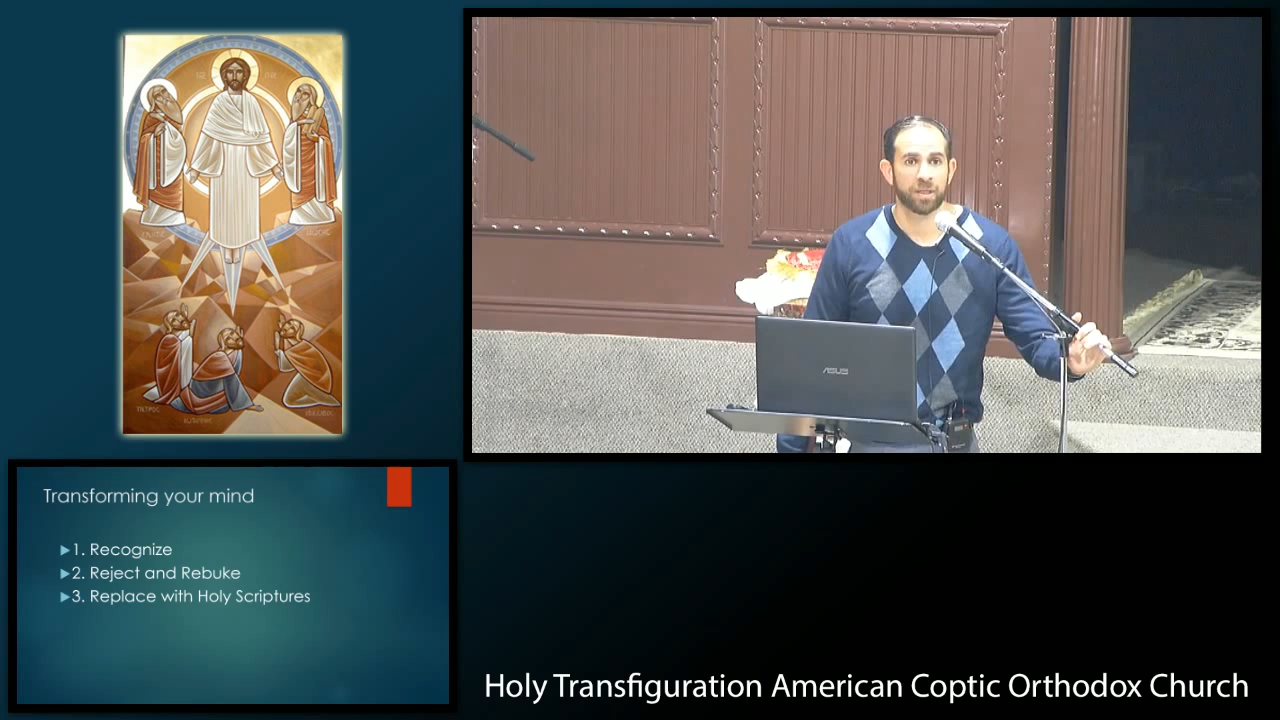 Transforming your mind
1. Recognize
2. Reject and Rebuke
3. Replace with Holy Scriptures
ASUS
Holy Transfiguration American Coptic Orthodox Church